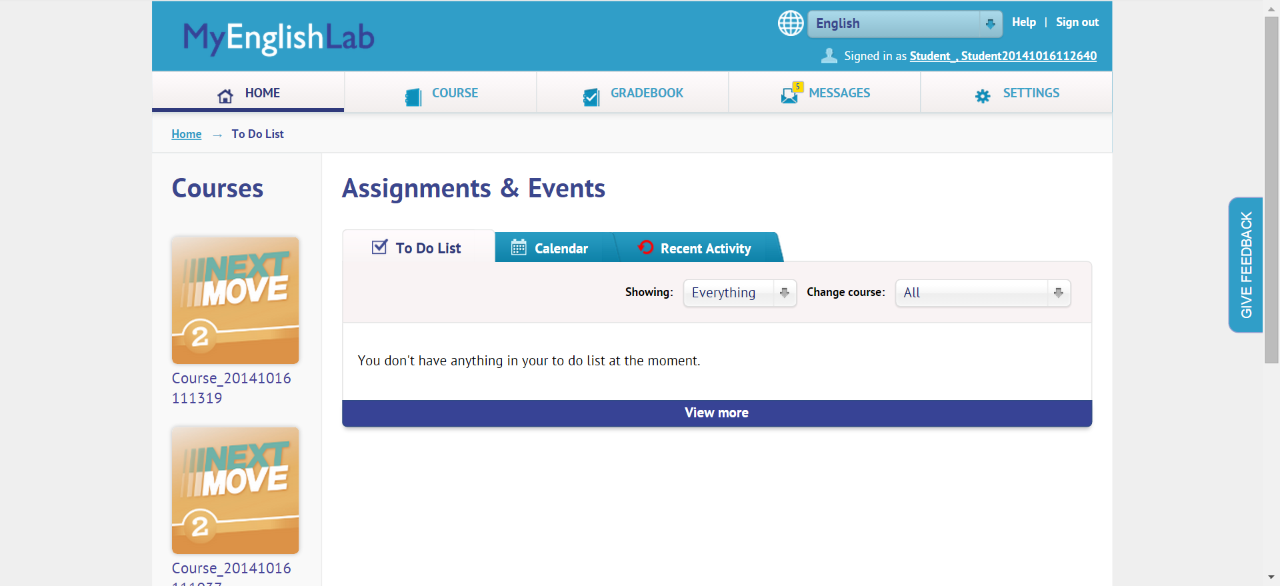 MyEnglishLab
English
Help | Sign out
Signed in as Student_, Student20141016112640
HOME
COURSE
GRADEBOOK
5
MESSAGES
SETTINGS
Home → To Do List
Courses
NEXT
MOVE
2
Course_20141016
111319
NEXT
MOVE
2
Course_20141016
Assignments & Events
To Do List
Calendar
Recent Activity
Showing: Everything Change course: All
You don't have anything in your to do list at the moment.
View more
GIVE FEEDBACK